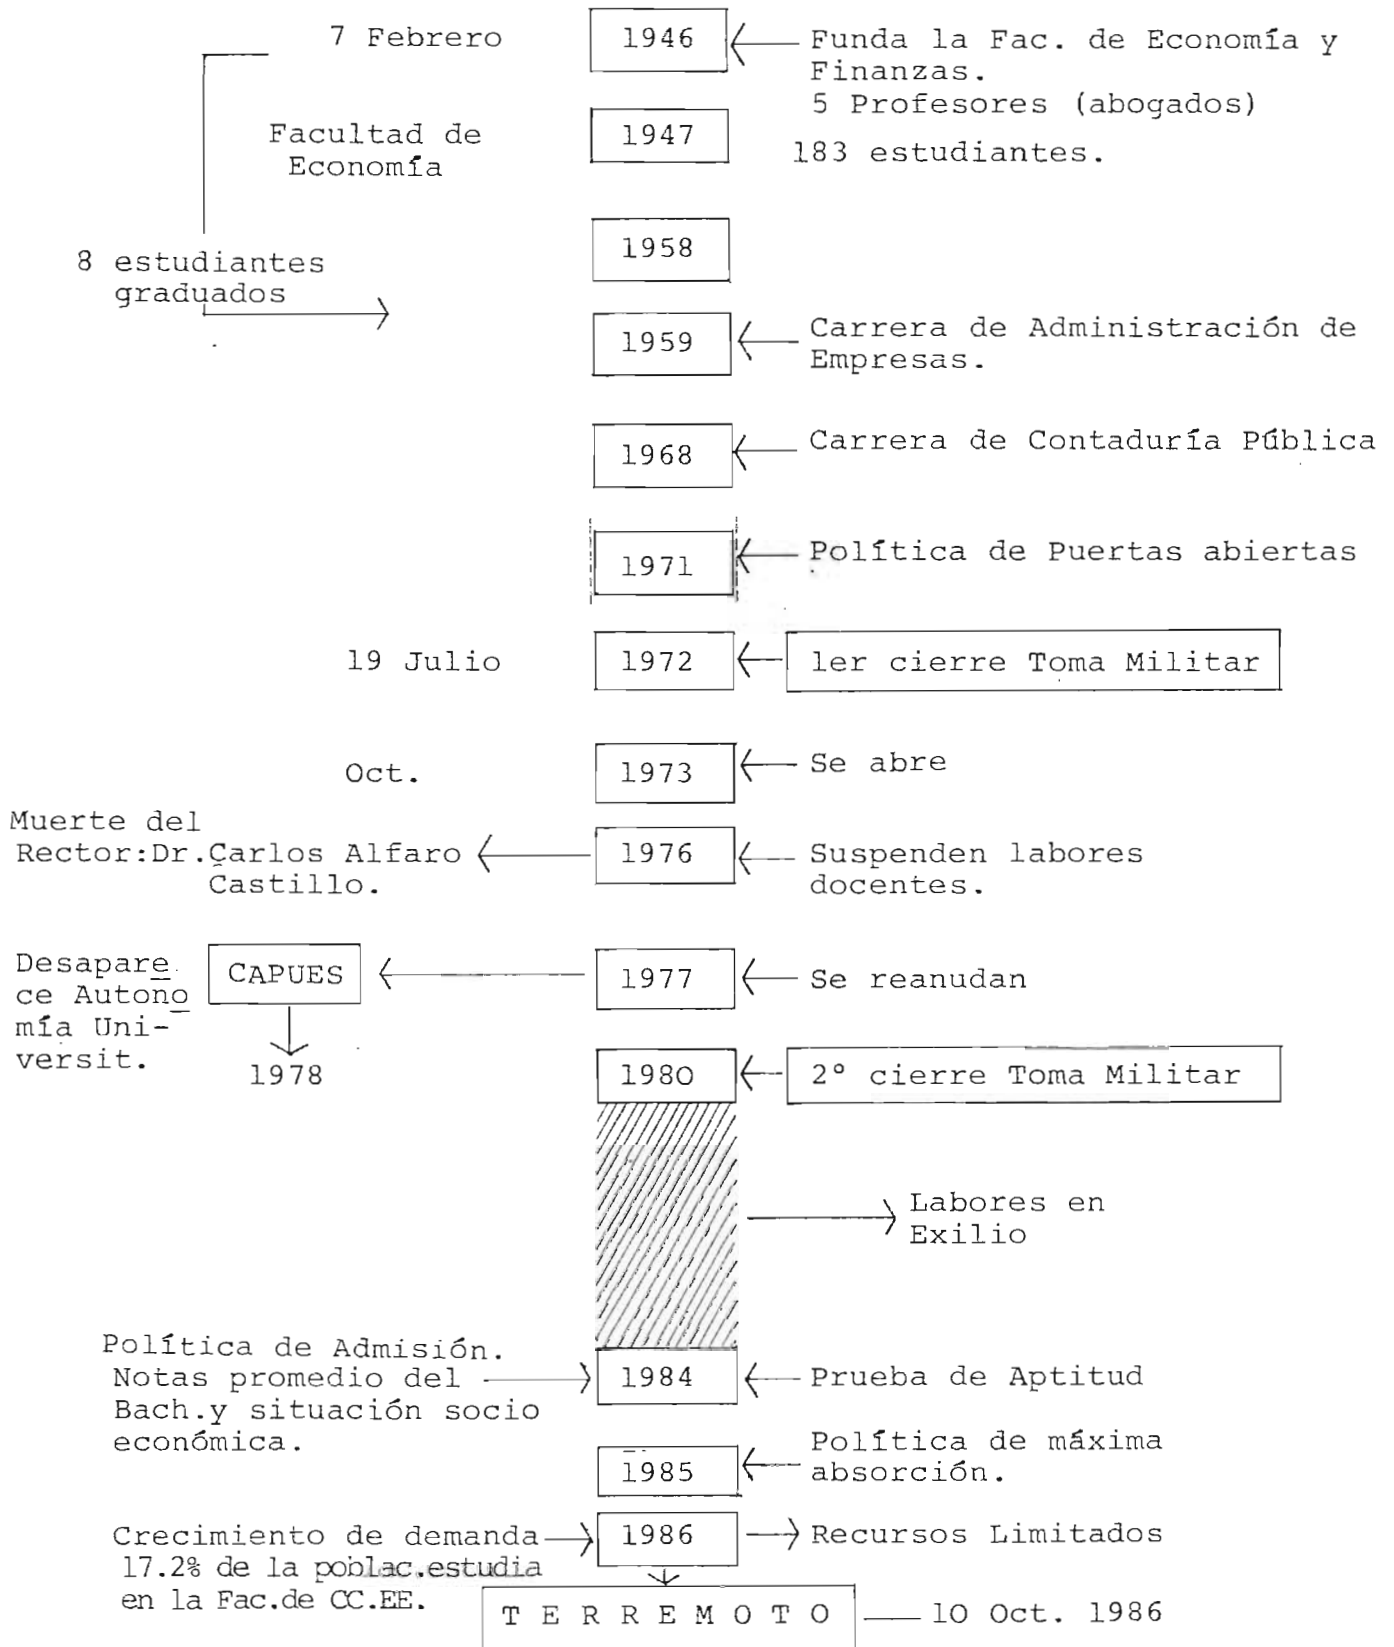 7 Febrero
1946
Funda la Fac. de Economía y
Finanzas.
5 Profesores (abogados)
Facultad de
Economía
1947
183 estudiantes.
1958
8 estudiantes
graduados
1959
Carrera de Administración de
Empresas.
1968
Carrera de Contaduría Pública
1971
Política de Puertas abiertas
19 Julio
1972
1er cierre Toma Militar
Oct.
1973
Se abre
Muerte del
Rector:Dr.Carlos Alfaro
Castillo.
1976
Suspenden labores
docentes.
Desapare
ce Autono
mía Uni-
versit.
CAPUES
1978
1977
Se reanudan
1980
2° cierre Toma Militar
Labores en
Exilio
Política de Admisión.
Notas promedio del
Bach.y situación socio
económica.
1984
Prueba de Aptitud
1985
Política de máxima
absorción.
Crecimiento de demanda
17.2% de la poblac.estudia
en la Fac.de CC.EE.
1986
Recursos Limitados
T E R R E M O T O
10 Oct. 1986